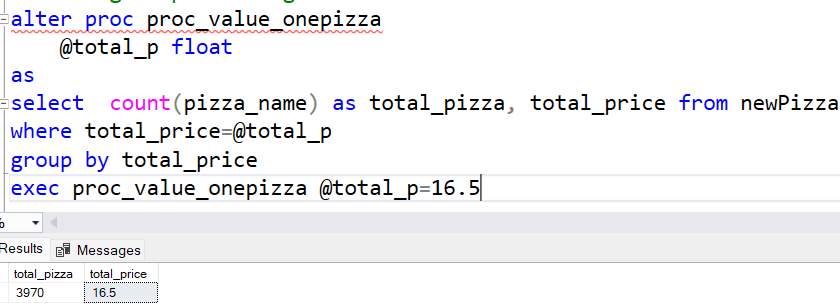 alter proc proc_value_onepizza
@total_p float
as
select  count(pizza_name) as total_pizza, total_price from newPizza
where total_price=@total_p
group by total_price
exec proc_value_onepizza @total_p=16.5
%
Results Messages
total_pizza total_price
3970 16.5